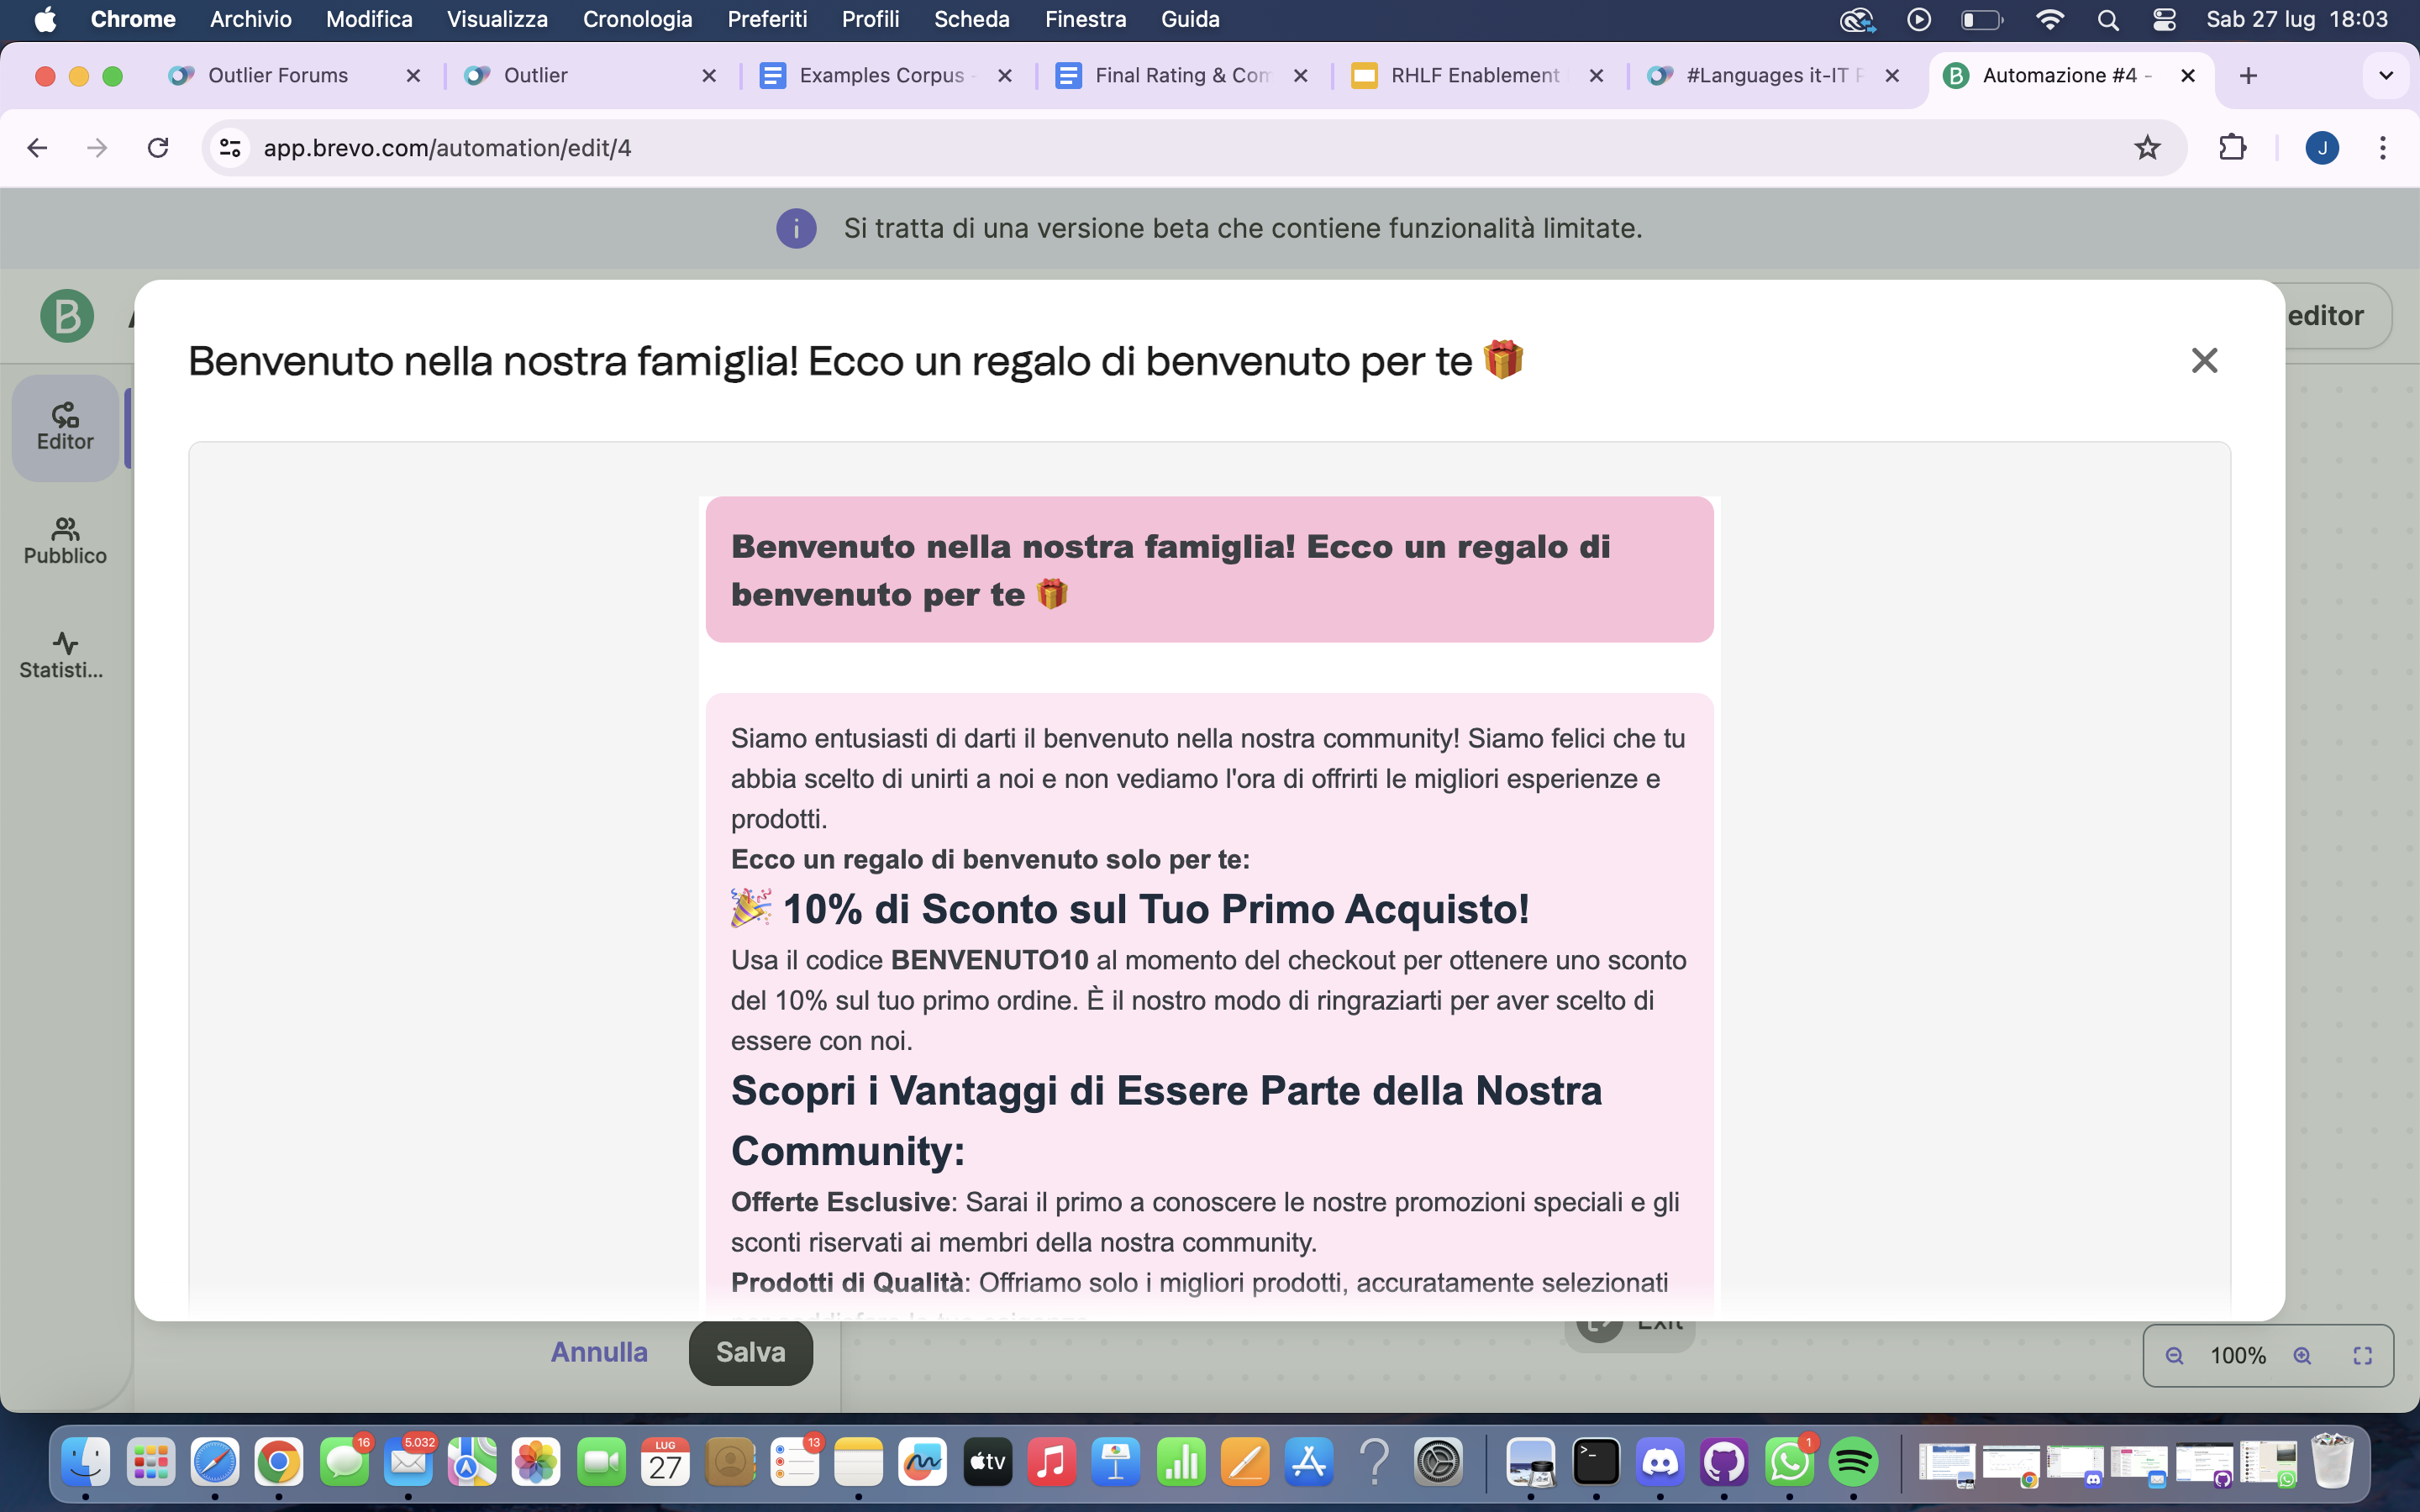 Chrome Archivio Modifica Visualizza Cronologia Preferiti Profili Scheda Finestra Guida Sab 27 lug 18:03
Outlier Forums Outlier Examples Corpus - Final Rating & Com RHLF Enablement #Languages it-IT Automazione #4 -
app.brevo.com/automation/edit/4 J
Si tratta di una versione beta che contiene funzionalità limitate.
B editor
Benvenuto nella nostra famiglia! Ecco un regalo di benvenuto per te 🎁
Editor
Pubblico
Statisti...
Benvenuto nella nostra famiglia! Ecco un regalo di
benvenuto per te 🎁
Siamo entusiasti di darti il benvenuto nella nostra community! Siamo felici che tu
abbia scelto di unirti a noi e non vediamo l'ora di offrirti le migliori esperienze e
prodotti.
Ecco un regalo di benvenuto solo per te:
🎉 10% di Sconto sul Tuo Primo Acquisto!
Usa il codice BENVENUTO10 al momento del checkout per ottenere uno sconto
del 10% sul tuo primo ordine. È il nostro modo di ringraziarti per aver scelto di
essere con noi.
Scopri i Vantaggi di Essere Parte della Nostra
Community:
Offerte Esclusive: Sarai il primo a conoscere le nostre promozioni speciali e gli
sconti riservati ai membri della nostra community.
Prodotti di Qualità: Offriamo solo i migliori prodotti, accuratamente selezionati
Annulla Salva Exit 100%
16 5.032 LUG 27 13 tv 1